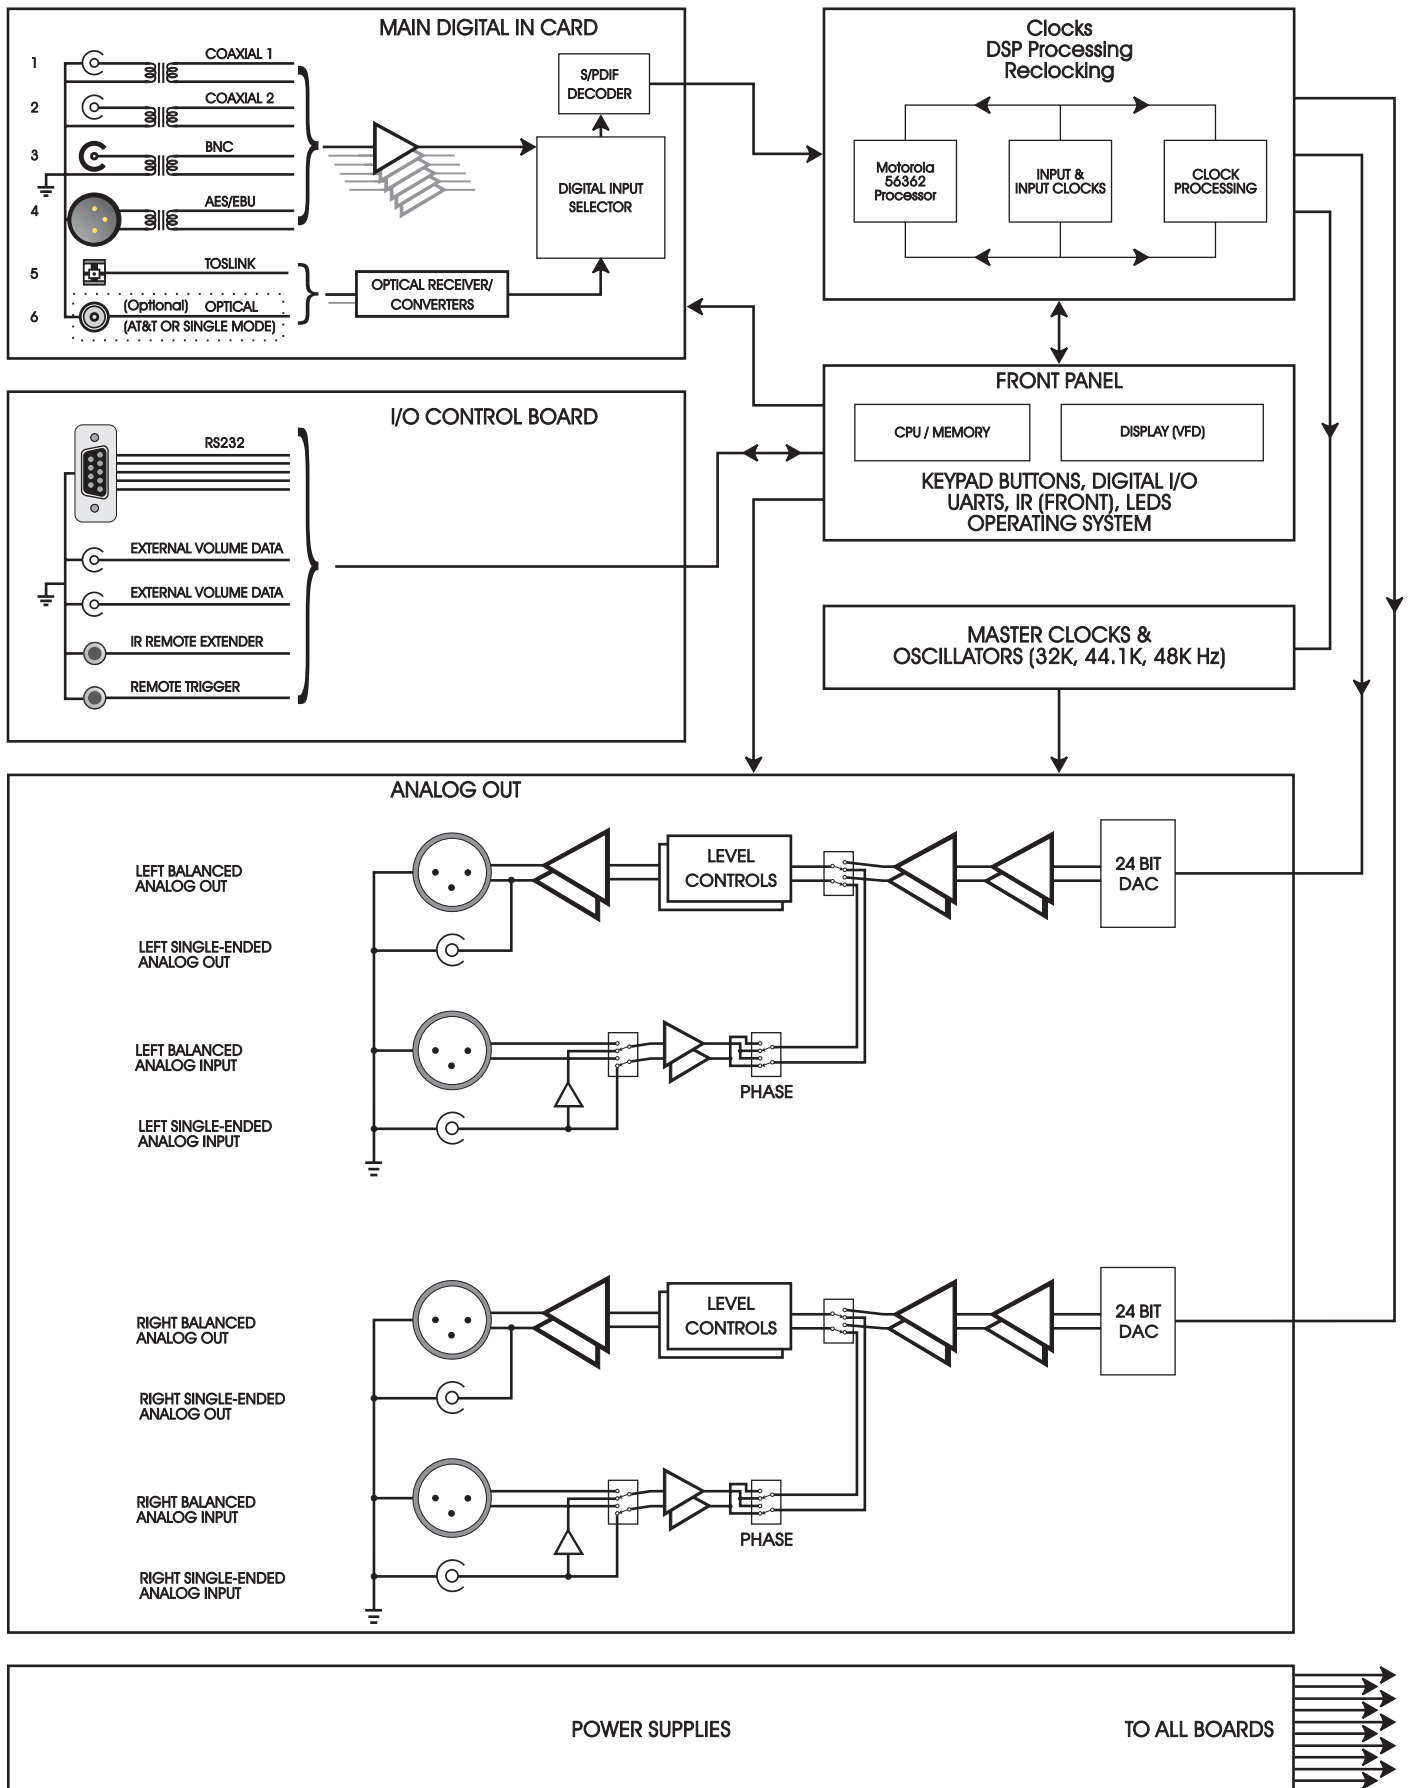 MAIN DIGITAL IN CARD
1
COAXIAL 1
2
COAXIAL 2
3
BNC
4
AES/EBU
5
TOSLINK
6
(Optional) OPTICAL
(AT&T OR SINGLE MODE)
S/PDIF
DECODER
DIGITAL INPUT
SELECTOR
OPTICAL RECEIVER/
CONVERTERS
Clocks
DSP Processing
Reclocking
Motorola
56362
Processor
INPUT &
INPUT CLOCKS
CLOCK
PROCESSING
I/O CONTROL BOARD
RS232
EXTERNAL VOLUME DATA
EXTERNAL VOLUME DATA
IR REMOTE EXTENDER
REMOTE TRIGGER
FRONT PANEL
CPU / MEMORY
DISPLAY (VFD)
KEYPAD BUTTONS, DIGITAL I/O
UARTS, IR (FRONT), LEDS
OPERATING SYSTEM
MASTER CLOCKS &
OSCILLATORS (32K, 44.1K, 48K Hz)
ANALOG OUT
LEFT BALANCED
ANALOG OUT
LEVEL
CONTROLS
24 BIT
DAC
LEFT SINGLE-ENDED
ANALOG OUT
LEFT BALANCED
ANALOG INPUT
PHASE
LEFT SINGLE-ENDED
ANALOG INPUT
RIGHT BALANCED
ANALOG OUT
LEVEL
CONTROLS
24 BIT
DAC
RIGHT SINGLE-ENDED
ANALOG OUT
RIGHT BALANCED
ANALOG INPUT
PHASE
RIGHT SINGLE-ENDED
ANALOG INPUT
POWER SUPPLIES
TO ALL BOARDS